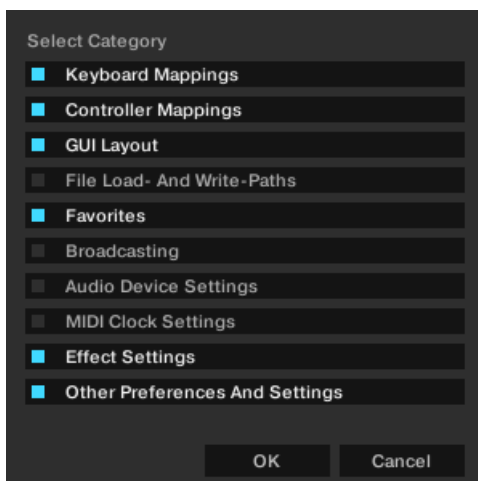 Select Category
Keyboard Mappings
Controller Mappings
GUI Layout
File Load- And Write-Paths
Favorites
Broadcasting
Audio Device Settings
MIDI Clock Settings
Effect Settings
Other Preferences And Settings
OK Cancel